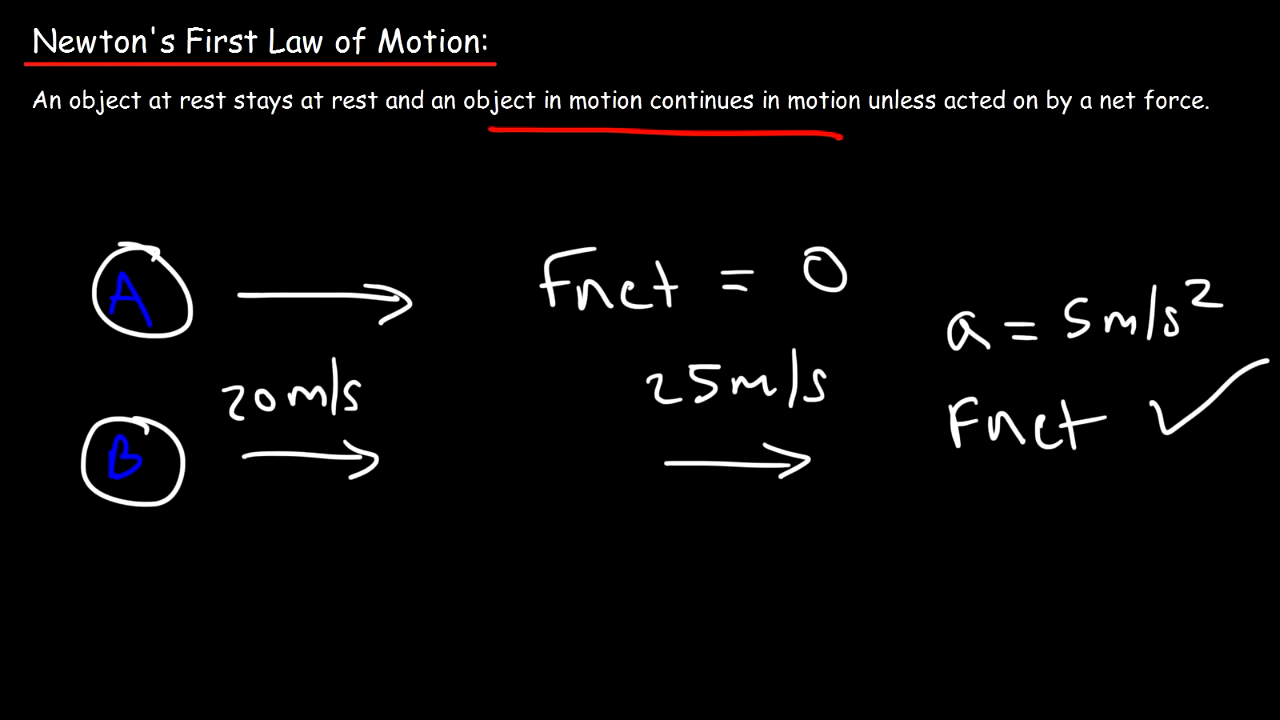 Newton's First Law of Motion:
An object at rest stays at rest and an object in motion continues in motion unless acted on by a net force.
A
Fnet = 0
a = 5m/s²
20m/s
25m/s
Fnet ✓
B